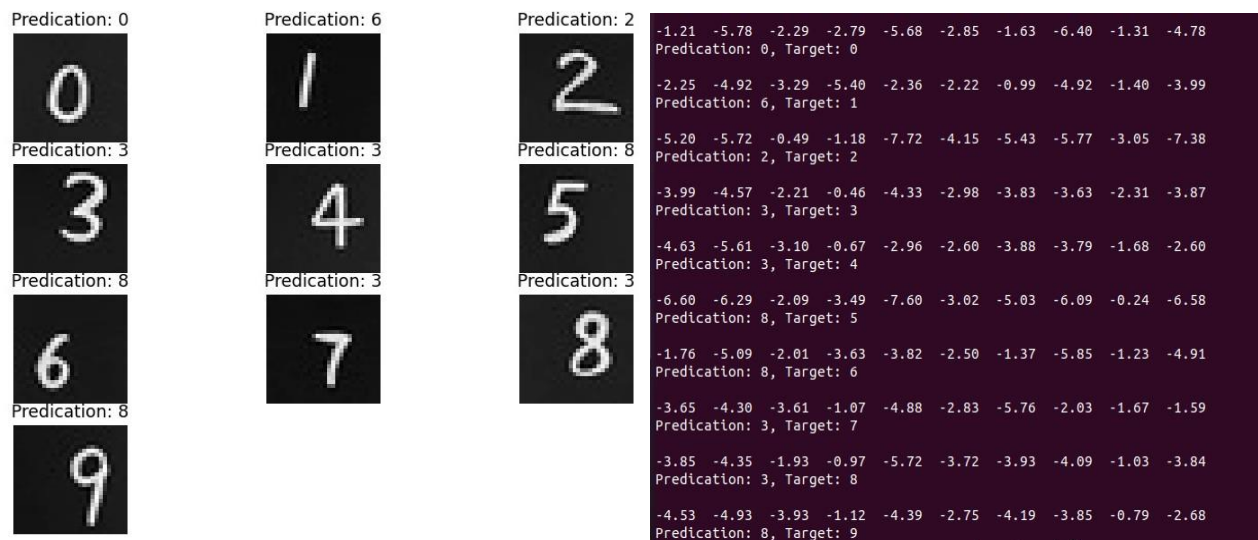 Predication: 0 Predication: 6 Predication: 2
0 1 2
Predication: 3 Predication: 3 Predication: 8
3 4 5
Predication: 8 Predication: 3 Predication: 3
6 7 8
Predication: 8
9
-1.21 -5.78 -2.29 -2.79 -5.68 -2.85 -1.63 -6.40 -1.31 -4.78
Predication: 0, Target: 0
-2.25 -4.92 -3.29 -5.40 -2.36 -2.22 -0.99 -4.92 -1.40 -3.99
Predication: 6, Target: 1
-5.20 -5.72 -0.49 -1.18 -7.72 -4.15 -5.43 -5.77 -3.05 -7.38
Predication: 2, Target: 2
-3.99 -4.57 -2.21 -0.46 -4.33 -2.98 -3.83 -3.63 -2.31 -3.87
Predication: 3, Target: 3
-4.63 -5.61 -3.10 -0.67 -2.96 -2.60 -3.88 -3.79 -1.68 -2.60
Predication: 3, Target: 4
-6.60 -6.29 -2.09 -3.49 -7.60 -3.02 -5.03 -6.09 -0.24 -6.58
Predication: 8, Target: 5
-1.76 -5.09 -2.01 -3.63 -3.82 -2.50 -1.37 -5.85 -1.23 -4.91
Predication: 8, Target: 6
-3.65 -4.30 -3.61 -1.07 -4.88 -2.83 -5.76 -2.03 -1.67 -1.59
Predication: 3, Target: 7
-3.85 -4.35 -1.93 -0.97 -5.72 -3.72 -3.93 -4.09 -1.03 -3.84
Predication: 3, Target: 8
-4.53 -4.93 -3.93 -1.12 -4.39 -2.75 -4.19 -3.85 -0.79 -2.68
Predication: 8, Target: 9